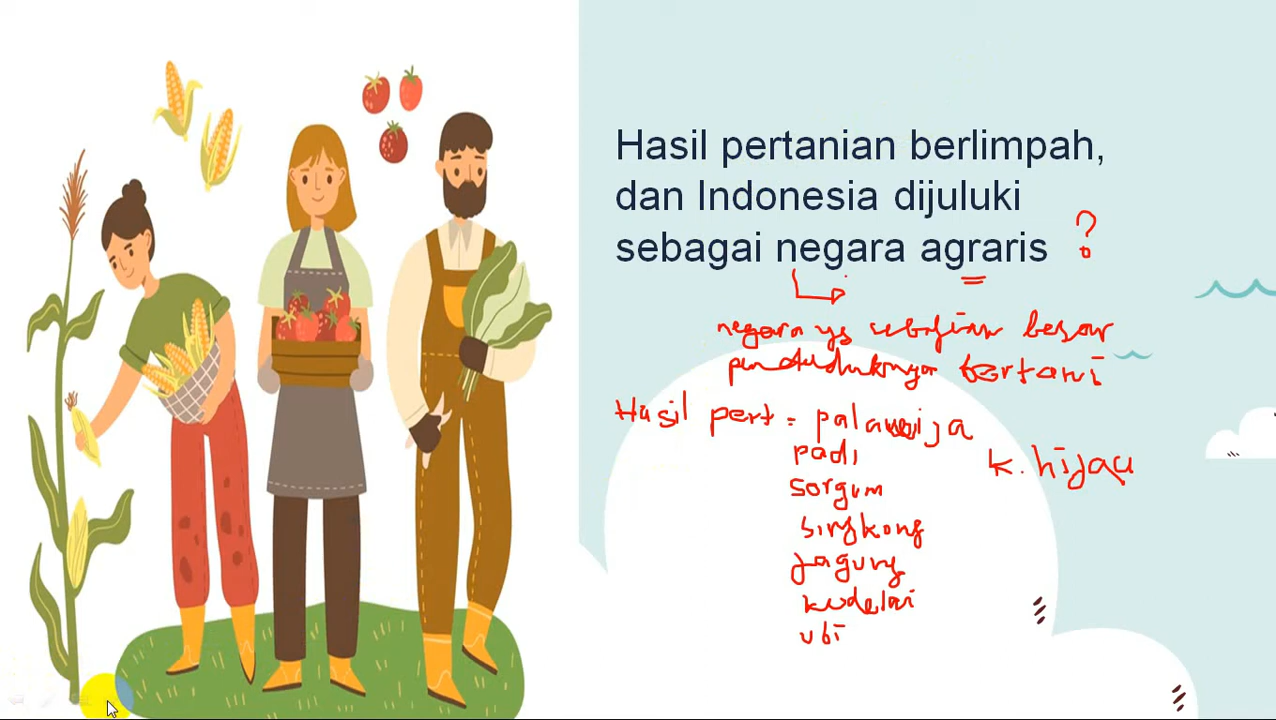 Hasil pertanian berlimpah,
dan Indonesia dijuluki
sebagai negara agraris ?
negara yg sebagian besar
penduduknya bertani
Hasil pert = palawija
padi
k. hijau
sorgum
singkong
jagung
kedelai
ubi